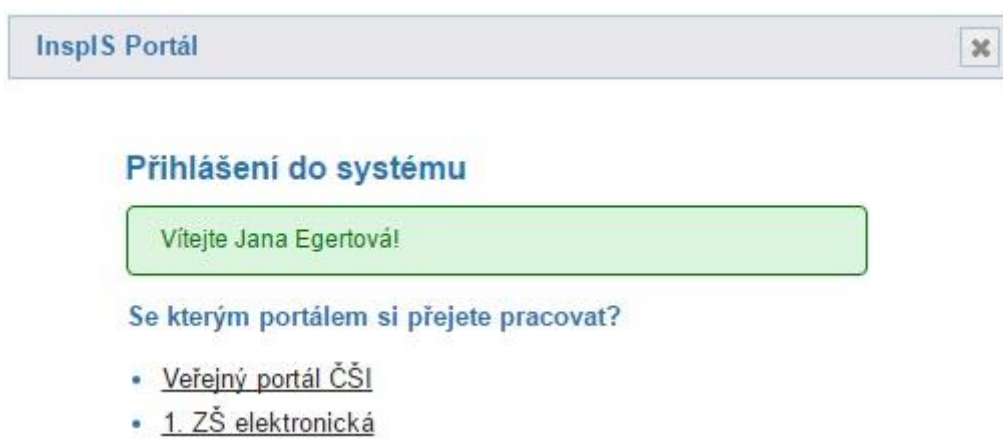 InspIS Portál
Přihlášení do systému
Vítejte Jana Egertová!
Se kterým portálem si přejete pracovat?
• Veřejný portál ČŠI
• 1. ZŠ elektronická